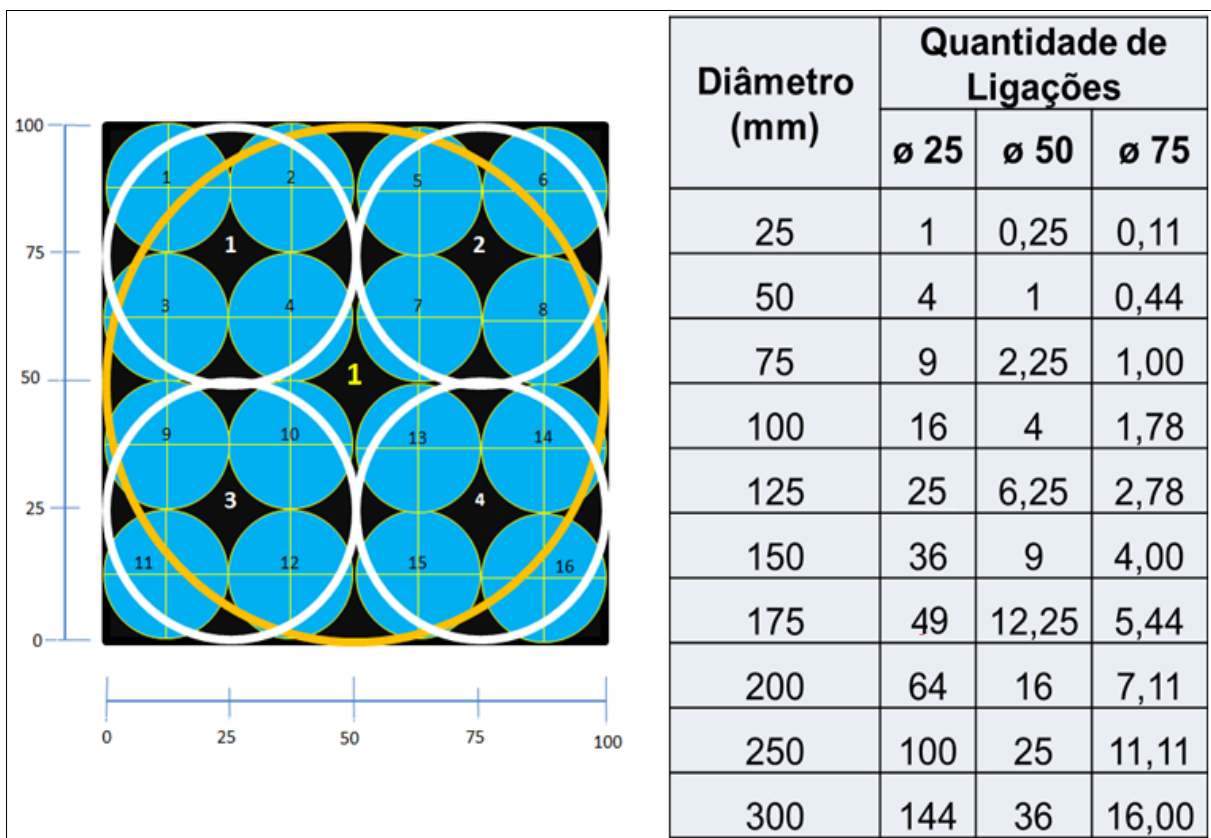 100
75
50
25
0
1 2 5 6
1 2
3 4 7 8
1
9 10 13 14
3 4
11 12 15 16
0 25 50 75 100
Diâmetro (mm) Quantidade de Ligações
ø 25 ø 50 ø 75
25 1 0,25 0,11
50 4 1 0,44
75 9 2,25 1,00
100 16 4 1,78
125 25 6,25 2,78
150 36 9 4,00
175 49 12,25 5,44
200 64 16 7,11
250 100 25 11,11
300 144 36 16,00